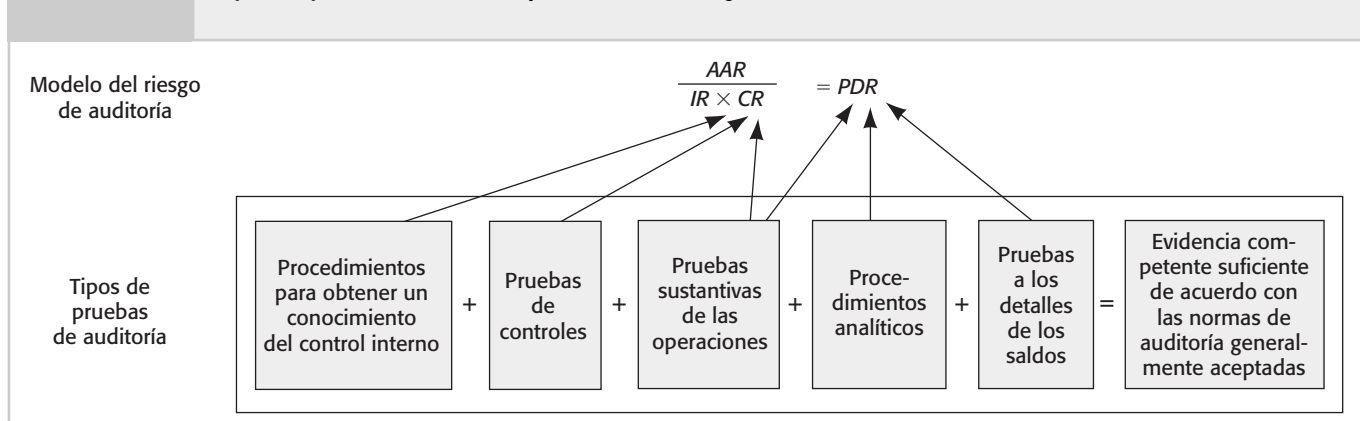 Modelo del riesgo
de auditoría
AAR
IR × CR
= PDR
Tipos de
pruebas
de auditoría
Procedimientos
para obtener un
conocimiento
del control interno
+
Pruebas
de
controles
+
Pruebas
sustantivas
de las
operaciones
+
Proce-
dimientos
analíticos
+
Pruebas
a los
detalles
de los
saldos
=
Evidencia com-
petente suficiente
de acuerdo con
las normas de
auditoría general-
mente aceptadas